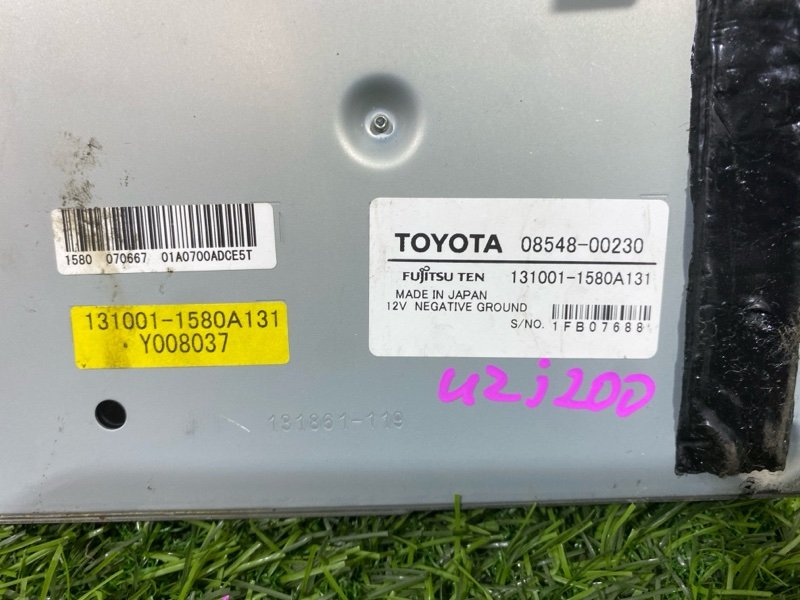 1580 070667 01A0700ADCE5T
131001-1580A131
Y008037
TOYOTA 08548-00230
FUJITSU TEN 131001-1580A131
MADE IN JAPAN
12V NEGATIVE GROUND
S/NO. 1FB07688
uzj200
131861-119